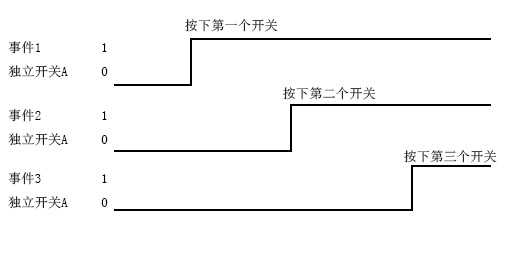 按下第一个开关
事件1 1
独立开关A 0
按下第二个开关
事件2 1
独立开关A 0
按下第三个开关
事件3 1
独立开关A 0